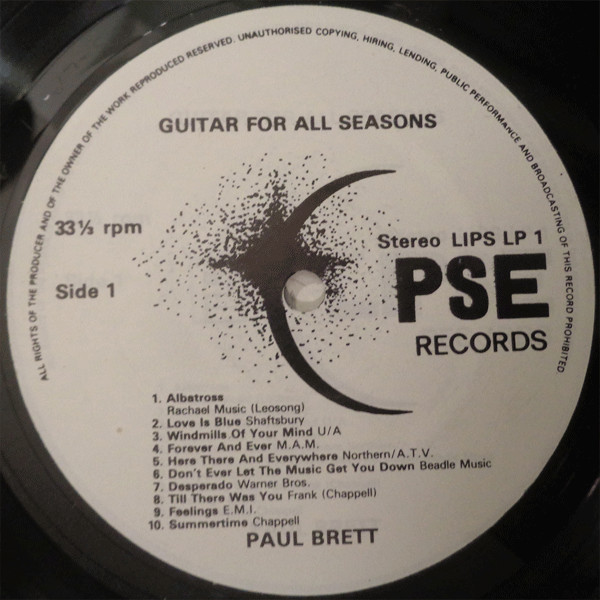 ALL RIGHTS OF THE PRODUCER AND OF THE OWNER OF THE WORK REPRODUCED RESERVED. UNAUTHORISED COPYING, HIRING, LENDING, PUBLIC PERFORMANCE AND BROADCASTING OF THIS RECORD PROHIBITED
GUITAR FOR ALL SEASONS
33⅓ rpm
Stereo LIPS LP 1
Side 1
PSE
RECORDS
1. Albatross
Rachael Music (Leosong)
2. Love Is Blue Shaftsbury
3. Windmills Of Your Mind U/A
4. Forever And Ever M.A.M.
5. Here There And Everywhere Northern/A.T.V.
6. Don't Ever Let The Music Get You Down Beadle Music
7. Desperado Warner Bros.
8. Till There Was You Frank (Chappell)
9. Feelings E.M.I.
10. Summertime Chappell
PAUL BRETT